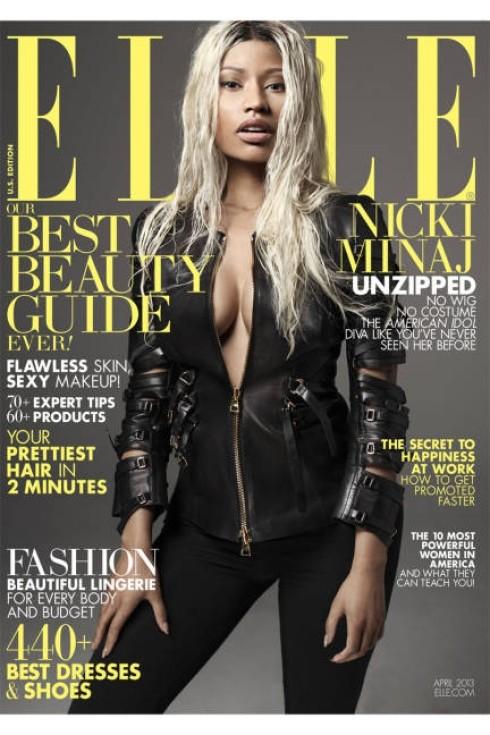 ELLE
U.S. EDITION
OUR
BEST
BEAUTY
GUIDE
EVER!
FLAWLESS SKIN,
SEXY MAKEUP!
70+ EXPERT TIPS
60+ PRODUCTS
YOUR
PRETTIEST
HAIR IN
2 MINUTES
FASHION
BEAUTIFUL LINGERIE
FOR EVERY BODY
AND BUDGET
440+
BEST DRESSES
& SHOES
NICKI
MINAJ
UNZIPPED
NO WIG
NO COSTUME
THE AMERICAN IDOL
DIVA LIKE YOU'VE NEVER
SEEN HER BEFORE
THE SECRET TO
HAPPINESS
AT WORK
HOW TO GET
PROMOTED
FASTER
THE 10 MOST
POWERFUL
WOMEN IN
AMERICA
AND WHAT THEY
CAN TEACH YOU!
APRIL 2013
ELLE.COM